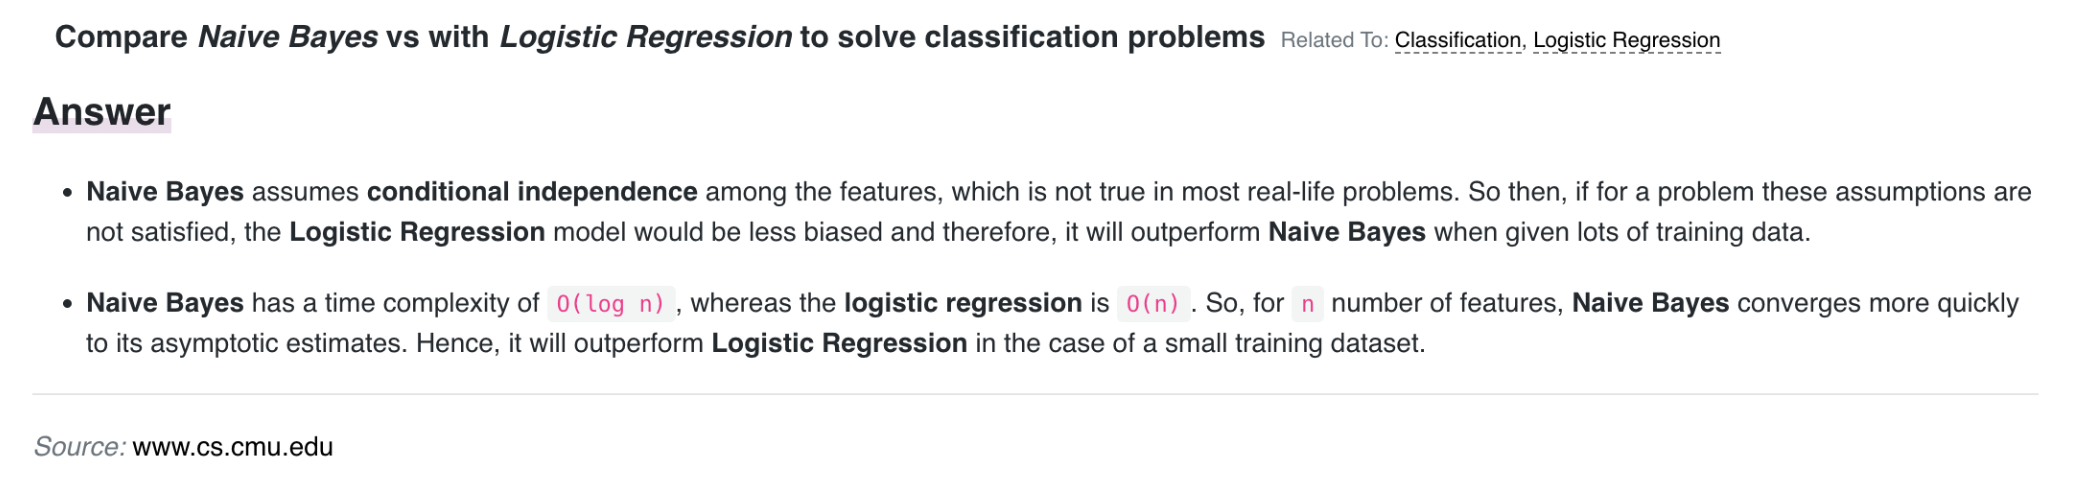 Compare Naive Bayes vs with Logistic Regression to solve classification problems Related To: Classification, Logistic Regression
Answer
• Naive Bayes assumes conditional independence among the features, which is not true in most real-life problems. So then, if for a problem these assumptions are
not satisfied, the Logistic Regression model would be less biased and therefore, it will outperform Naive Bayes when given lots of training data.
• Naive Bayes has a time complexity of O(log n), whereas the logistic regression is O(n). So, for n number of features, Naive Bayes converges more quickly
to its asymptotic estimates. Hence, it will outperform Logistic Regression in the case of a small training dataset.
Source: www.cs.cmu.edu